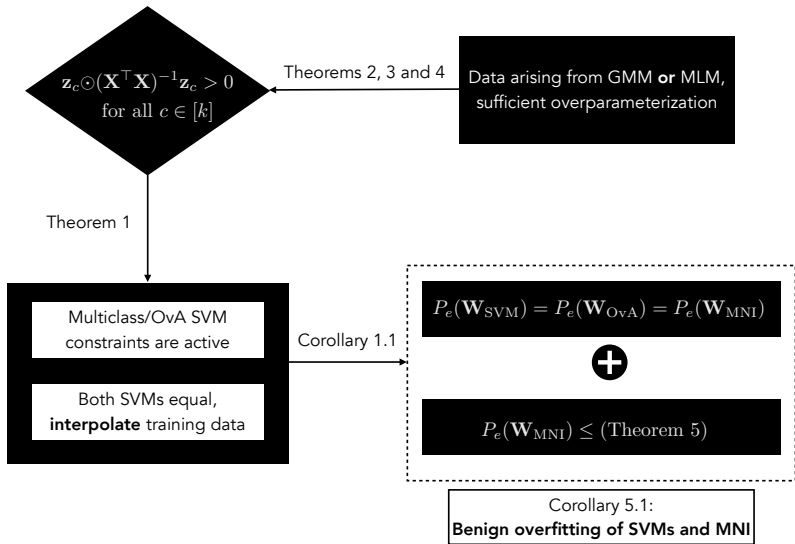 z_c⊙(X^⊤X)^{-1}z_c > 0
for all c ∈ [k]
Theorems 2, 3 and 4
Data arising from GMM or MLM,
sufficient overparameterization
Theorem 1
Multiclass/OvA SVM
constraints are active
Both SVMs equal,
interpolate training data
Corollary 1.1
P_e(W_SVM) = P_e(W_OvA) = P_e(W_MNI)
+
P_e(W_MNI) ≤ (Theorem 5)
Corollary 5.1:
Benign overfitting of SVMs and MNI